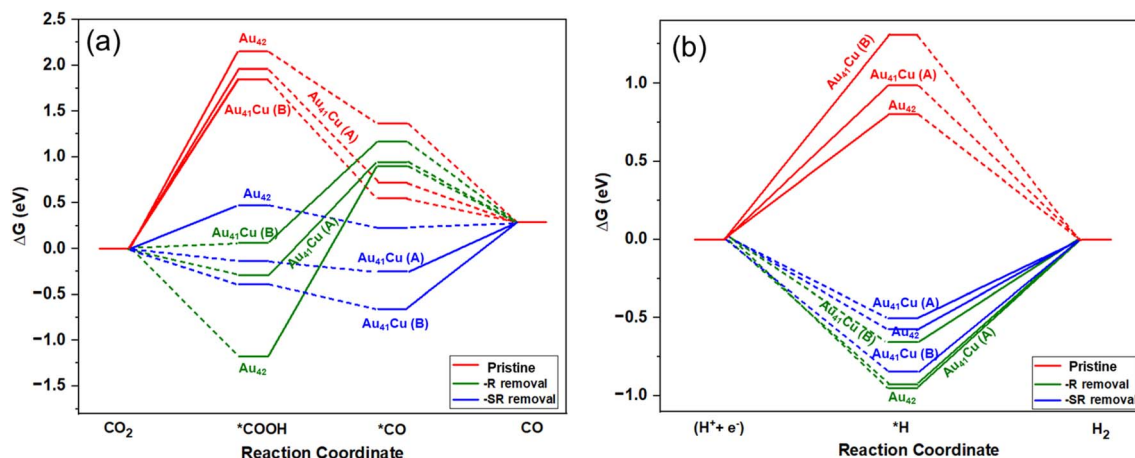 (a)
2.5
2.0
1.5
1.0
0.5
0.0
−0.5
−1.0
−1.5
ΔG (eV)
Au42
Au41Cu (A)
Au41Cu (B)
Au42
Au41Cu (B)
Au41Cu (A)
Au41Cu (A)
Au41Cu (B)
Au42
Pristine
-R removal
-SR removal
CO2
*COOH
*CO
CO
Reaction Coordinate
(b)
1.0
0.5
0.0
−0.5
−1.0
ΔG (eV)
Au41Cu (B)
Au41Cu (A)
Au42
Au41Cu (A)
Au42
Au41Cu (B)
Au41Cu (B)
Au41Cu (A)
Au42
Pristine
-R removal
-SR removal
(H+ + e-)
*H
H2
Reaction Coordinate